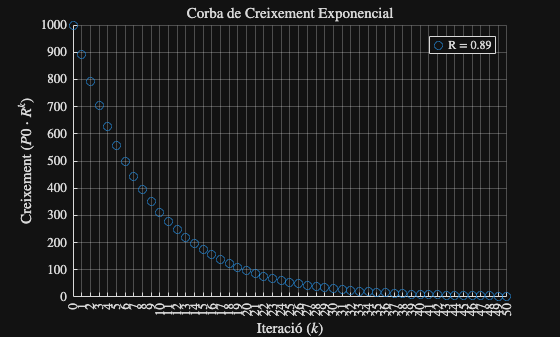 Corba de Creixement Exponencial
R = 0.89
Creixement (P0 · R^k)
1000
900
800
700
600
500
400
300
200
100
0
0 1 2 3 4 5 6 7 8 9 10 11 12 13 14 15 16 17 18 19 20 21 22 23 24 25 26 27 28 29 30 31 32 33 34 35 36 37 38 39 40 41 42 43 44 45 46 47 48 49 50
Iteració (k)